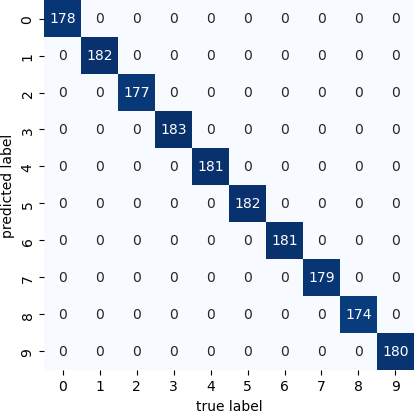 0 178 0 0 0 0 0 0 0 0 0
1 0 182 0 0 0 0 0 0 0 0
2 0 0 177 0 0 0 0 0 0 0
3 0 0 0 183 0 0 0 0 0 0
4 0 0 0 0 181 0 0 0 0 0
5 0 0 0 0 0 182 0 0 0 0
6 0 0 0 0 0 0 181 0 0 0
7 0 0 0 0 0 0 0 179 0 0
8 0 0 0 0 0 0 0 0 174 0
9 0 0 0 0 0 0 0 0 0 180
predicted label
0 1 2 3 4 5 6 7 8 9
true label